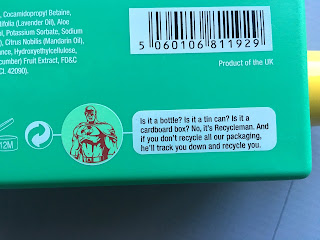 , Cocamidopropyl Betaine,
ifolia (Lavender Oil), Aloe
ol, Potassium Sorbate, Sodium
), Citrus Nobilis (Mandarin Oil),
ance, Hydroxyethylcellulose,
cumber) Fruit Extract, FD&C
CI. 42090).
5 060106 811929 >
Product of the UK
12M
Is it a bottle? Is it a tin can? Is it a
cardboard box? No, it's Recycleman. And
if you don't recycle all our packaging,
he'll track you down and recycle you.